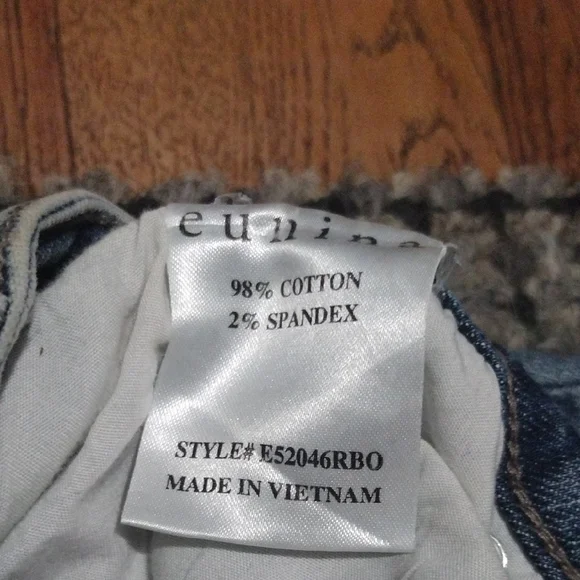 eunina
98% COTTON
2% SPANDEX
STYLE# E52046RBO
MADE IN VIETNAM